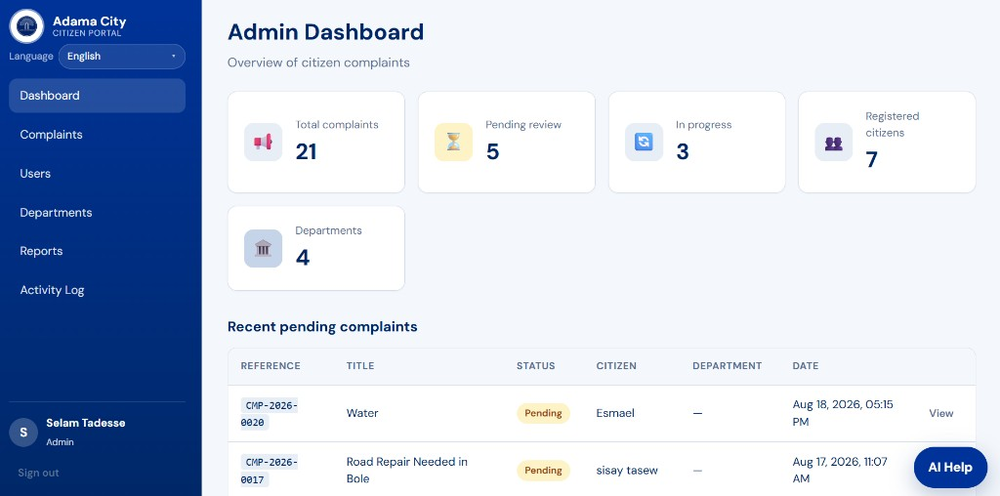 Adama City
CITIZEN PORTAL
Language
English
Dashboard
Complaints
Users
Departments
Reports
Activity Log
S
Selam Tadesse
Admin
Sign out
Admin Dashboard
Overview of citizen complaints
Total complaints
21
Pending review
5
In progress
3
Registered
citizens
7
Departments
4
Recent pending complaints
REFERENCE TITLE STATUS CITIZEN DEPARTMENT DATE
CMP-2026-
0020
Water
Pending
Esmael
—
Aug 18, 2026, 05:15
PM
View
CMP-2026-
0017
Road Repair Needed in
Bole
Pending
sisay tasew
—
Aug 17, 2026, 11:07
AM
AI Help